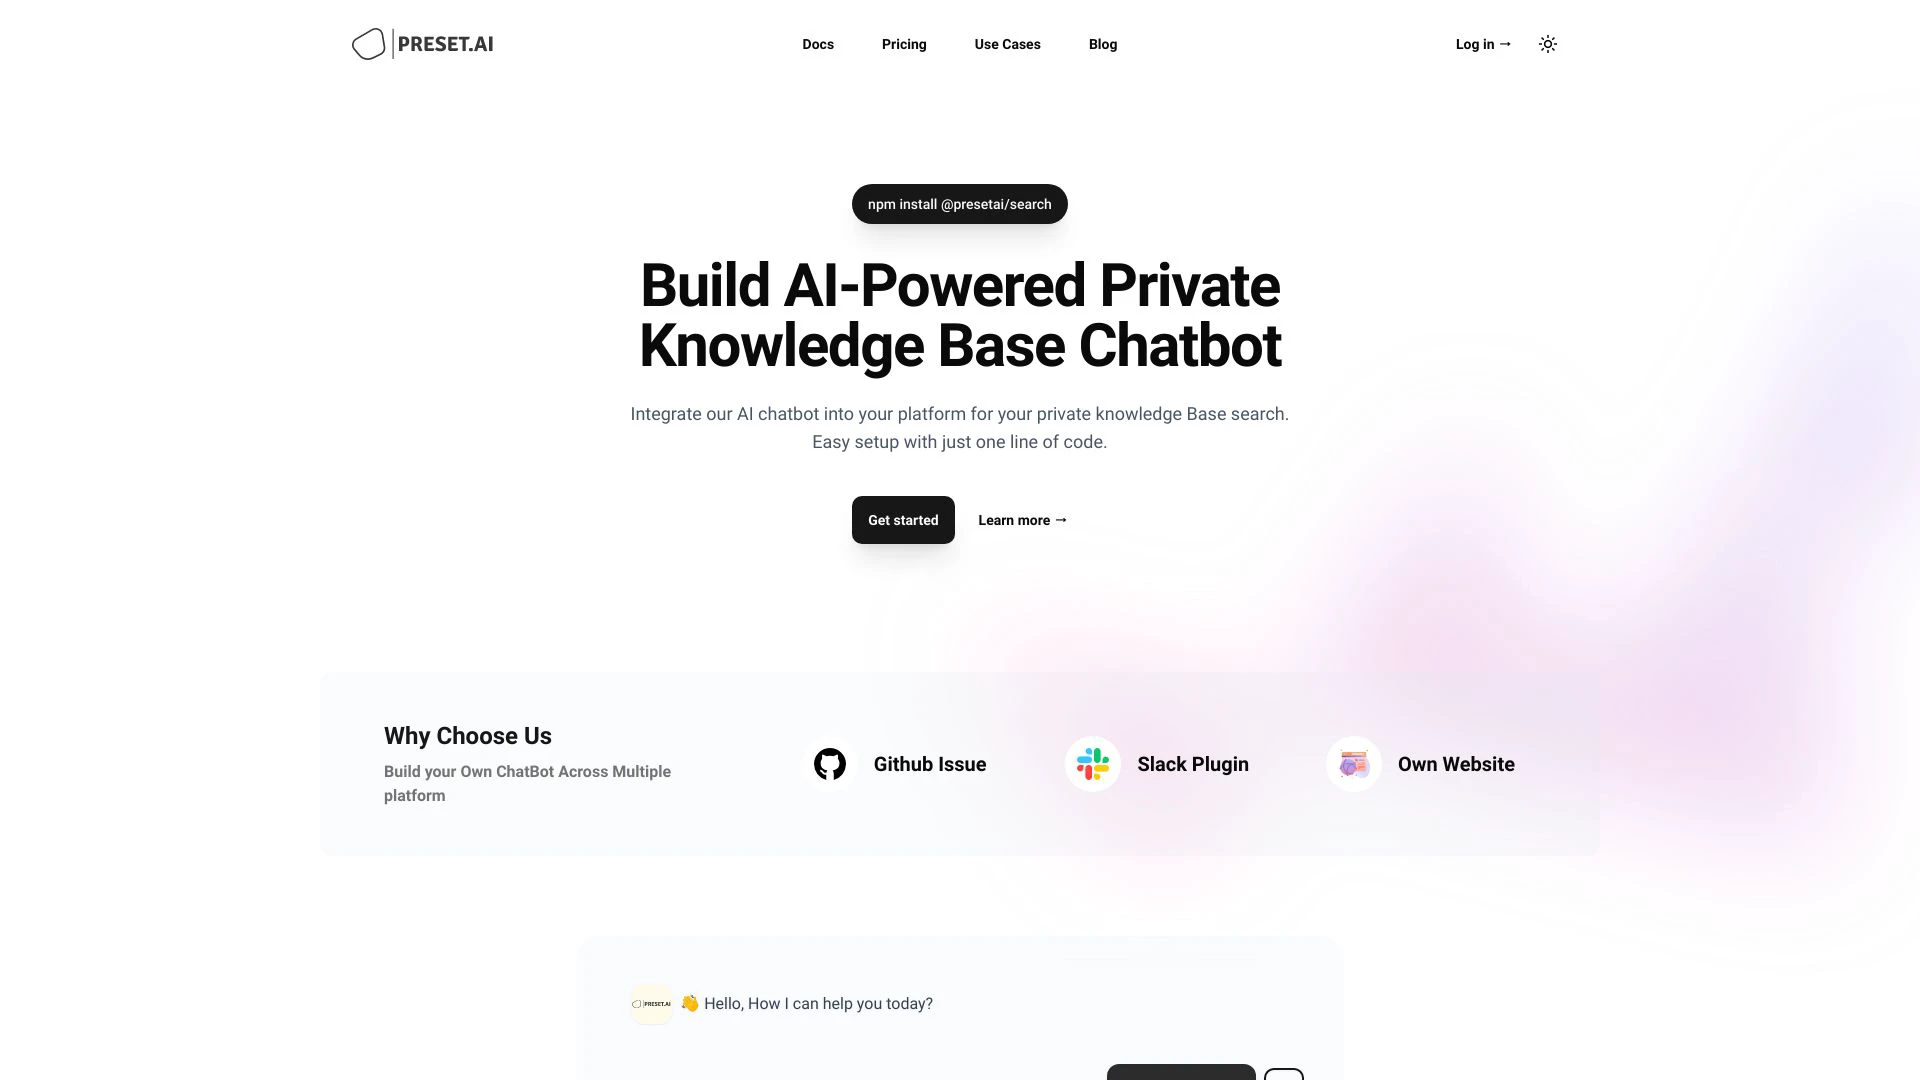 PRESET.AI
Docs
Pricing
Use Cases
Blog
Log in →
npm install @presetai/search
Build AI-Powered Private
Knowledge Base Chatbot
Integrate our AI chatbot into your platform for your private knowledge Base search.
Easy setup with just one line of code.
Get started
Learn more →
Why Choose Us
Build your Own ChatBot Across Multiple
platform
Github Issue
Slack Plugin
Own Website
PRESET.AI
👋 Hello, How I can help you today?